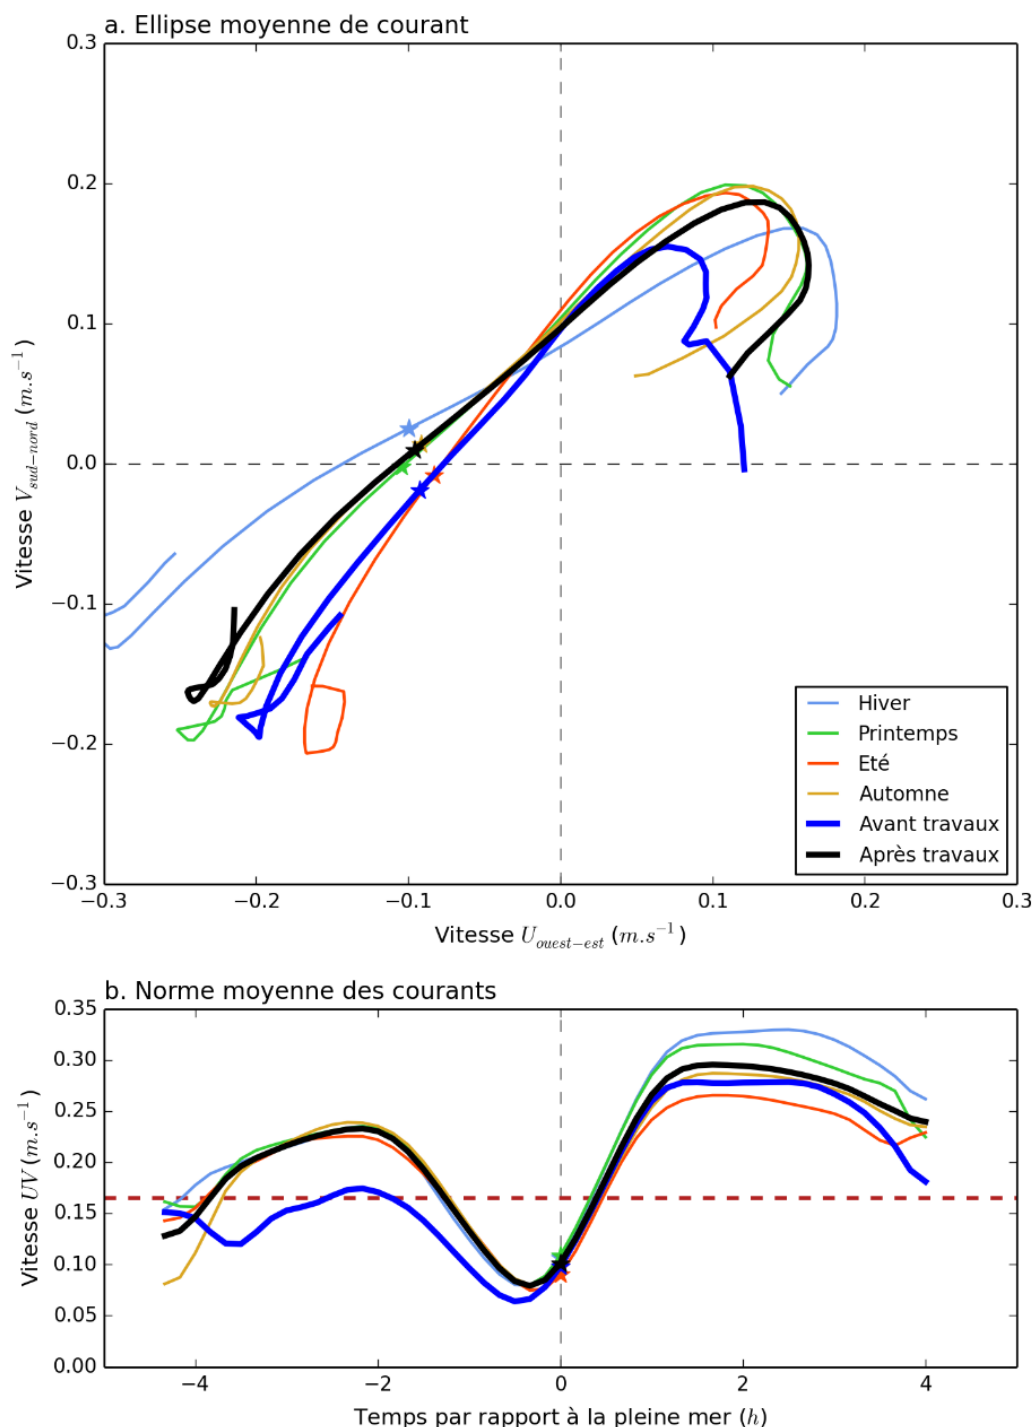 a. Ellipse moyenne de courant
0.3
0.2
0.1
0.0
−0.1
−0.2
−0.3
Vitesse V_{sud−nord} (m.s^{−1})
Hiver
Printemps
Eté
Automne
Avant travaux
Après travaux
−0.3 −0.2 −0.1 0.0 0.1 0.2 0.3
Vitesse U_{ouest−est} (m.s^{−1})
b. Norme moyenne des courants
0.35
0.30
0.25
0.20
0.15
0.10
0.05
0.00
Vitesse UV (m.s^{−1})
−4 −2 0 2 4
Temps par rapport à la pleine mer (h)